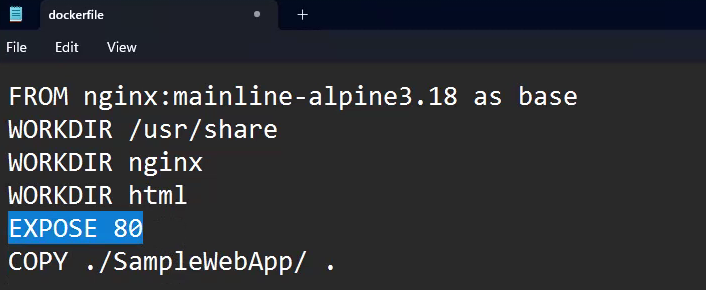 dockerfile
File Edit View
FROM nginx:mainline-alpine3.18 as base
WORKDIR /usr/share
WORKDIR nginx
WORKDIR html
EXPOSE 80
COPY ./SampleWebApp/ .